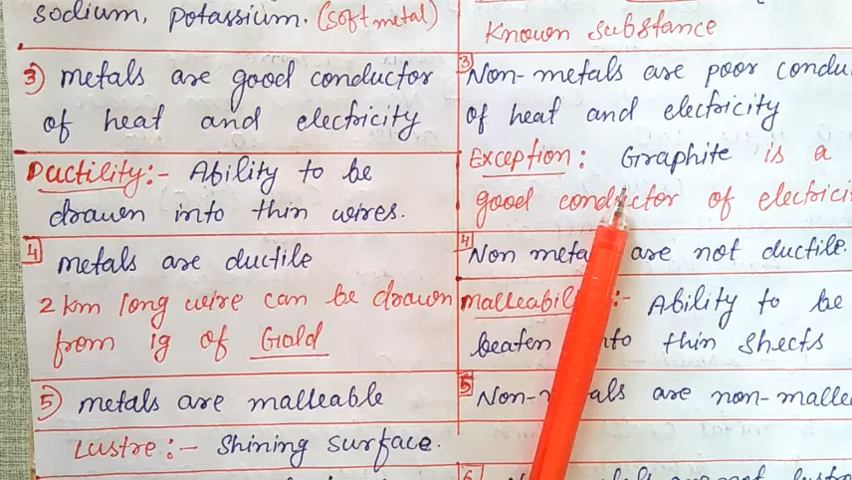 sodium, potassium. (soft metal)
③ metals are good conductor
of heat and electricity
Ductility:- Ability to be
drawn into thin wires.
4 metals are ductile
2 km long wire can be drawn
from 1g of Gold
5) metals are malleable
Lustre :- Shining surface.
Known substance
3 Non-metals are poor condu
of heat and electricity
Exception: Graphite is a
good conductor of electrici
4 Non meta are not ductile.
Malleabili :- Ability to be
beaten into thin sheets
5 Non- als are non-malle
6